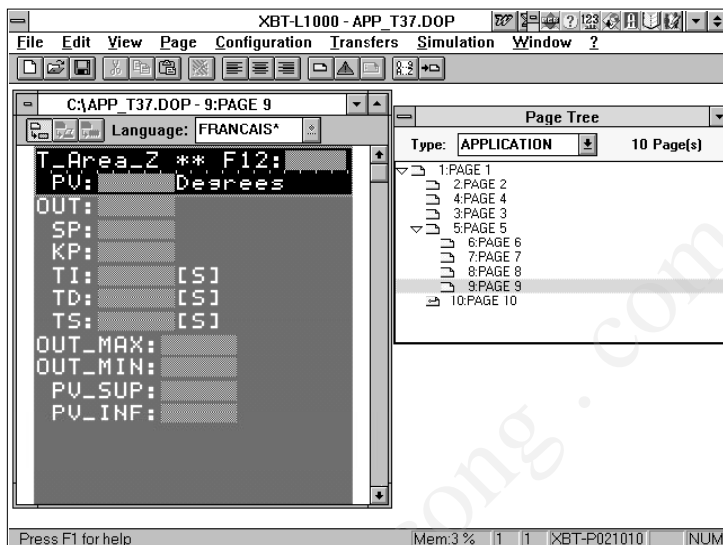 XBT-L1000 - APP_T37.DOP
File Edit View Page Configuration Transfers Simulation Window ?
C:\APP_T37.DOP - 9:PAGE 9
Language: FRANCAIS*
T_Area_Z ** F12:
PV: Degrees
OUT:
SP:
KP:
TI: [S]
TD: [S]
TS: [S]
OUT_MAX:
OUT_MIN:
PV_SUP:
PV_INF:
Page Tree
Type: APPLICATION 10 Page(s)
1:PAGE 1
2:PAGE 2
4:PAGE 4
3:PAGE 3
5:PAGE 5
6:PAGE 6
7:PAGE 7
8:PAGE 8
9:PAGE 9
10:PAGE 10
Press F1 for help Mem:3 % 1 1 XBT-P021010 NUM